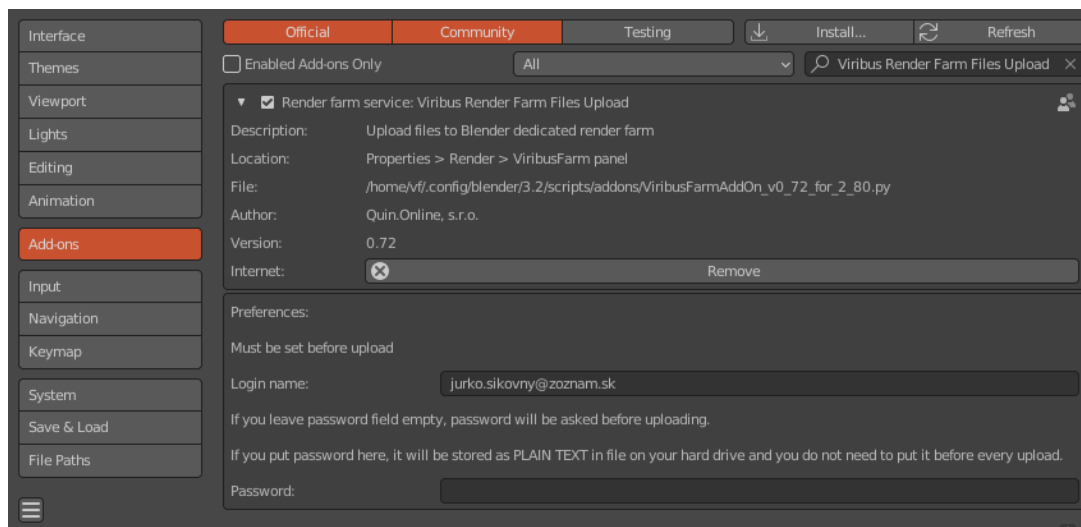 Interface
Themes
Viewport
Lights
Editing
Animation
Add-ons
Input
Navigation
Keymap
System
Save & Load
File Paths
Official Community Testing Install... Refresh
Enabled Add-ons Only All Viribus Render Farm Files Upload
Render farm service: Viribus Render Farm Files Upload
Description: Upload files to Blender dedicated render farm
Location: Properties > Render > ViribusFarm panel
File: /home/vf/.config/blender/3.2/scripts/addons/ViribusFarmAddOn_v0_72_for_2_80.py
Author: Quin.Online, s.r.o.
Version: 0.72
Internet: Remove
Preferences:
Must be set before upload
Login name: jurko.sikovny@zoznam.sk
If you leave password field empty, password will be asked before uploading.
If you put password here, it will be stored as PLAIN TEXT in file on your hard drive and you do not need to put it before every upload.
Password: